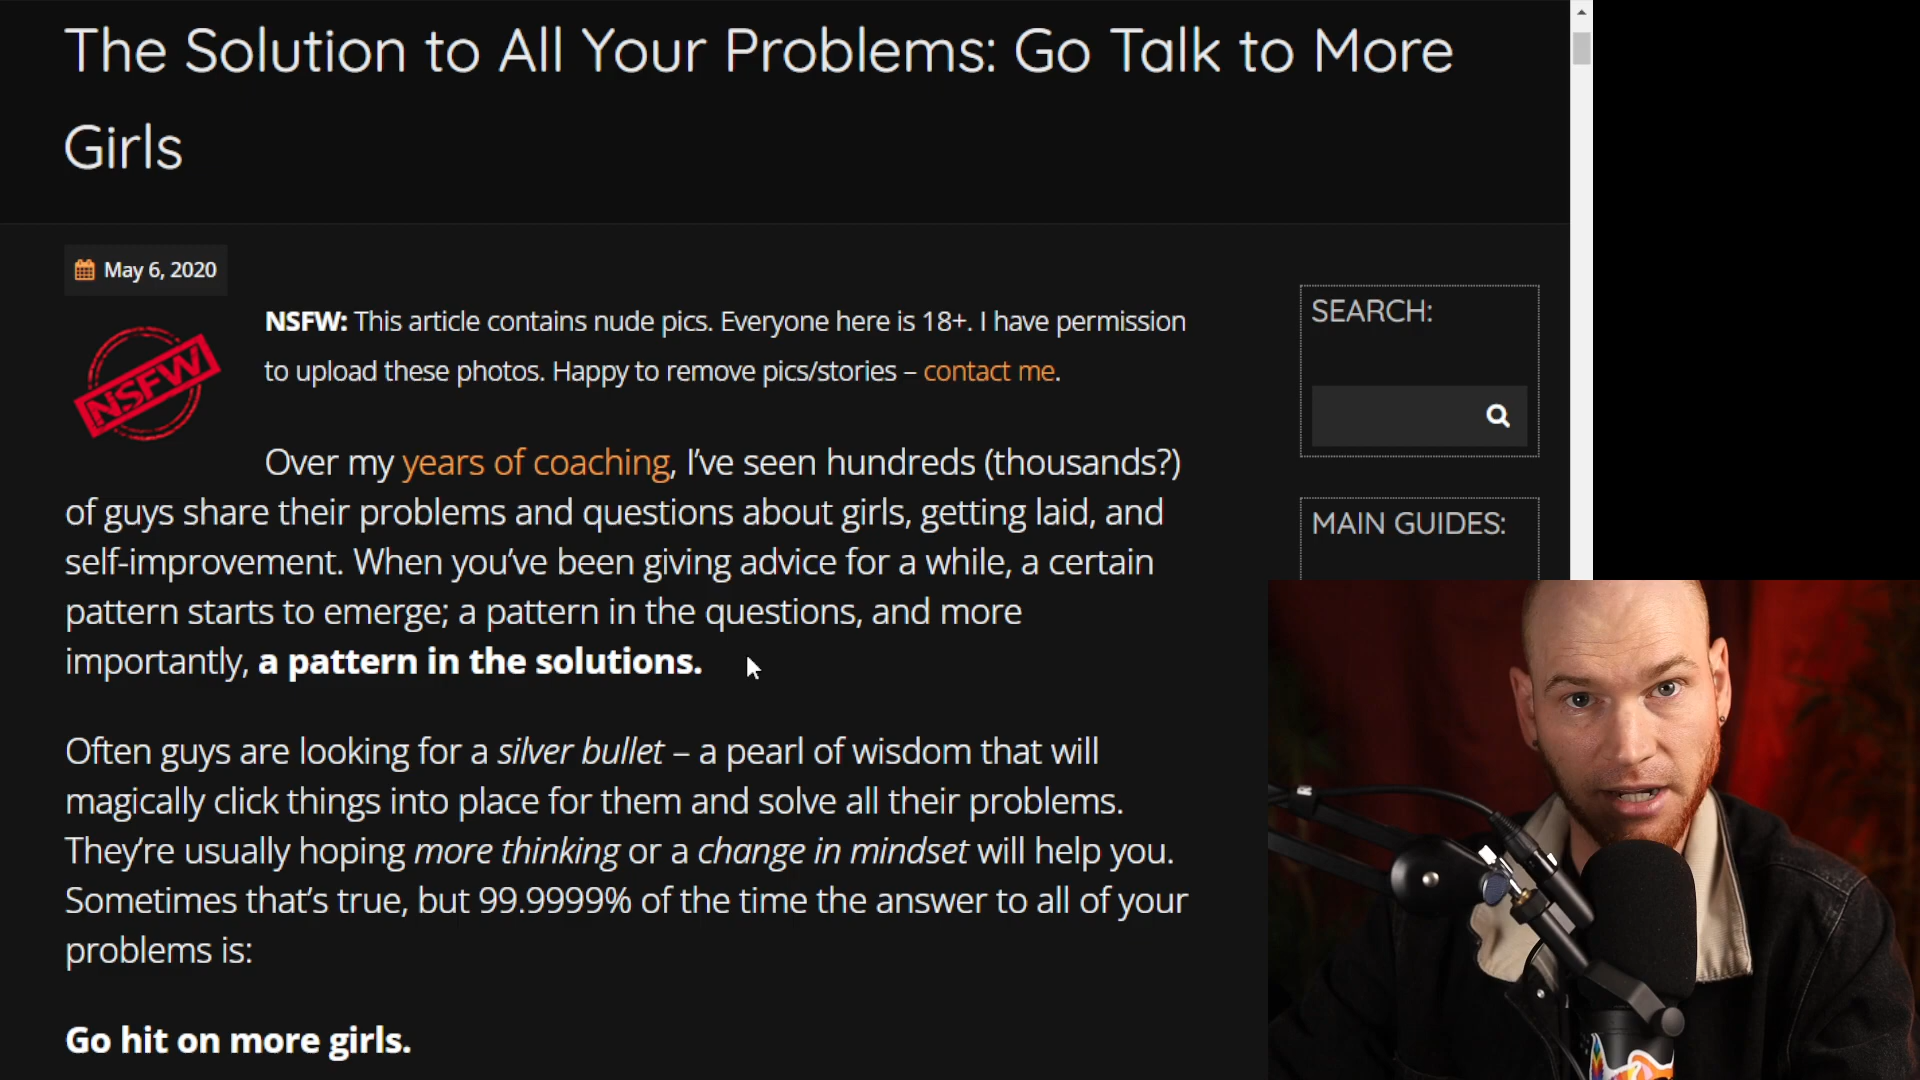 The Solution to All Your Problems: Go Talk to More
Girls
May 6, 2020
NSFW
NSFW: This article contains nude pics. Everyone here is 18+. I have permission
to upload these photos. Happy to remove pics/stories – contact me.
Over my years of coaching, I've seen hundreds (thousands?)
of guys share their problems and questions about girls, getting laid, and
self-improvement. When you've been giving advice for a while, a certain
pattern starts to emerge; a pattern in the questions, and more
importantly, a pattern in the solutions.
Often guys are looking for a silver bullet – a pearl of wisdom that will
magically click things into place for them and solve all their problems.
They're usually hoping more thinking or a change in mindset will help you.
Sometimes that's true, but 99.9999% of the time the answer to all of your
problems is:
Go hit on more girls.
SEARCH:
MAIN GUIDES: